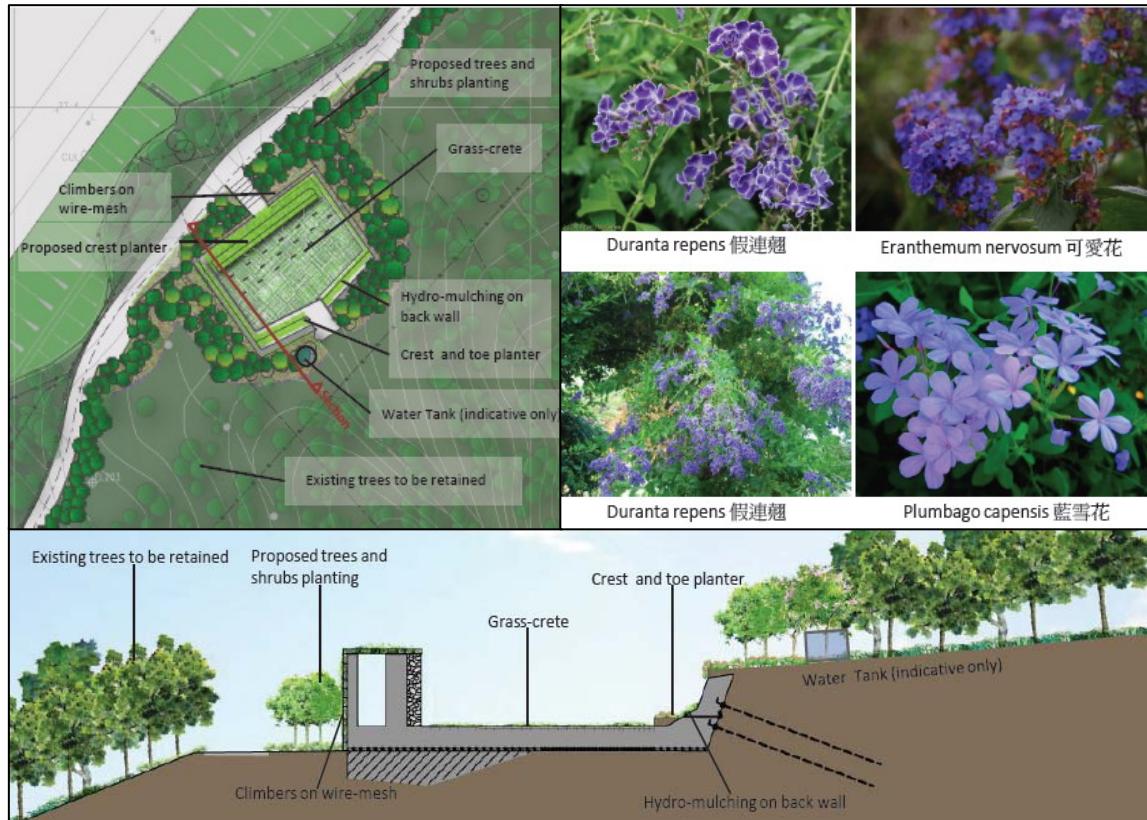 Proposed trees and
shrubs planting
Grass-crete
Climbers on
wire-mesh
Proposed crest planter
Hydro-mulching on
back wall
Crest and toe planter
Section
Water Tank (indicative only)
Existing trees to be retained
Duranta repens 假連翹
Eranthemum nervosum 可愛花
Duranta repens 假連翹
Plumbago capensis 藍雪花
Existing trees to be retained
Proposed trees and
shrubs planting
Crest and toe planter
Grass-crete
Water Tank (indicative only)
Climbers on wire-mesh
Hydro-mulching on back wall